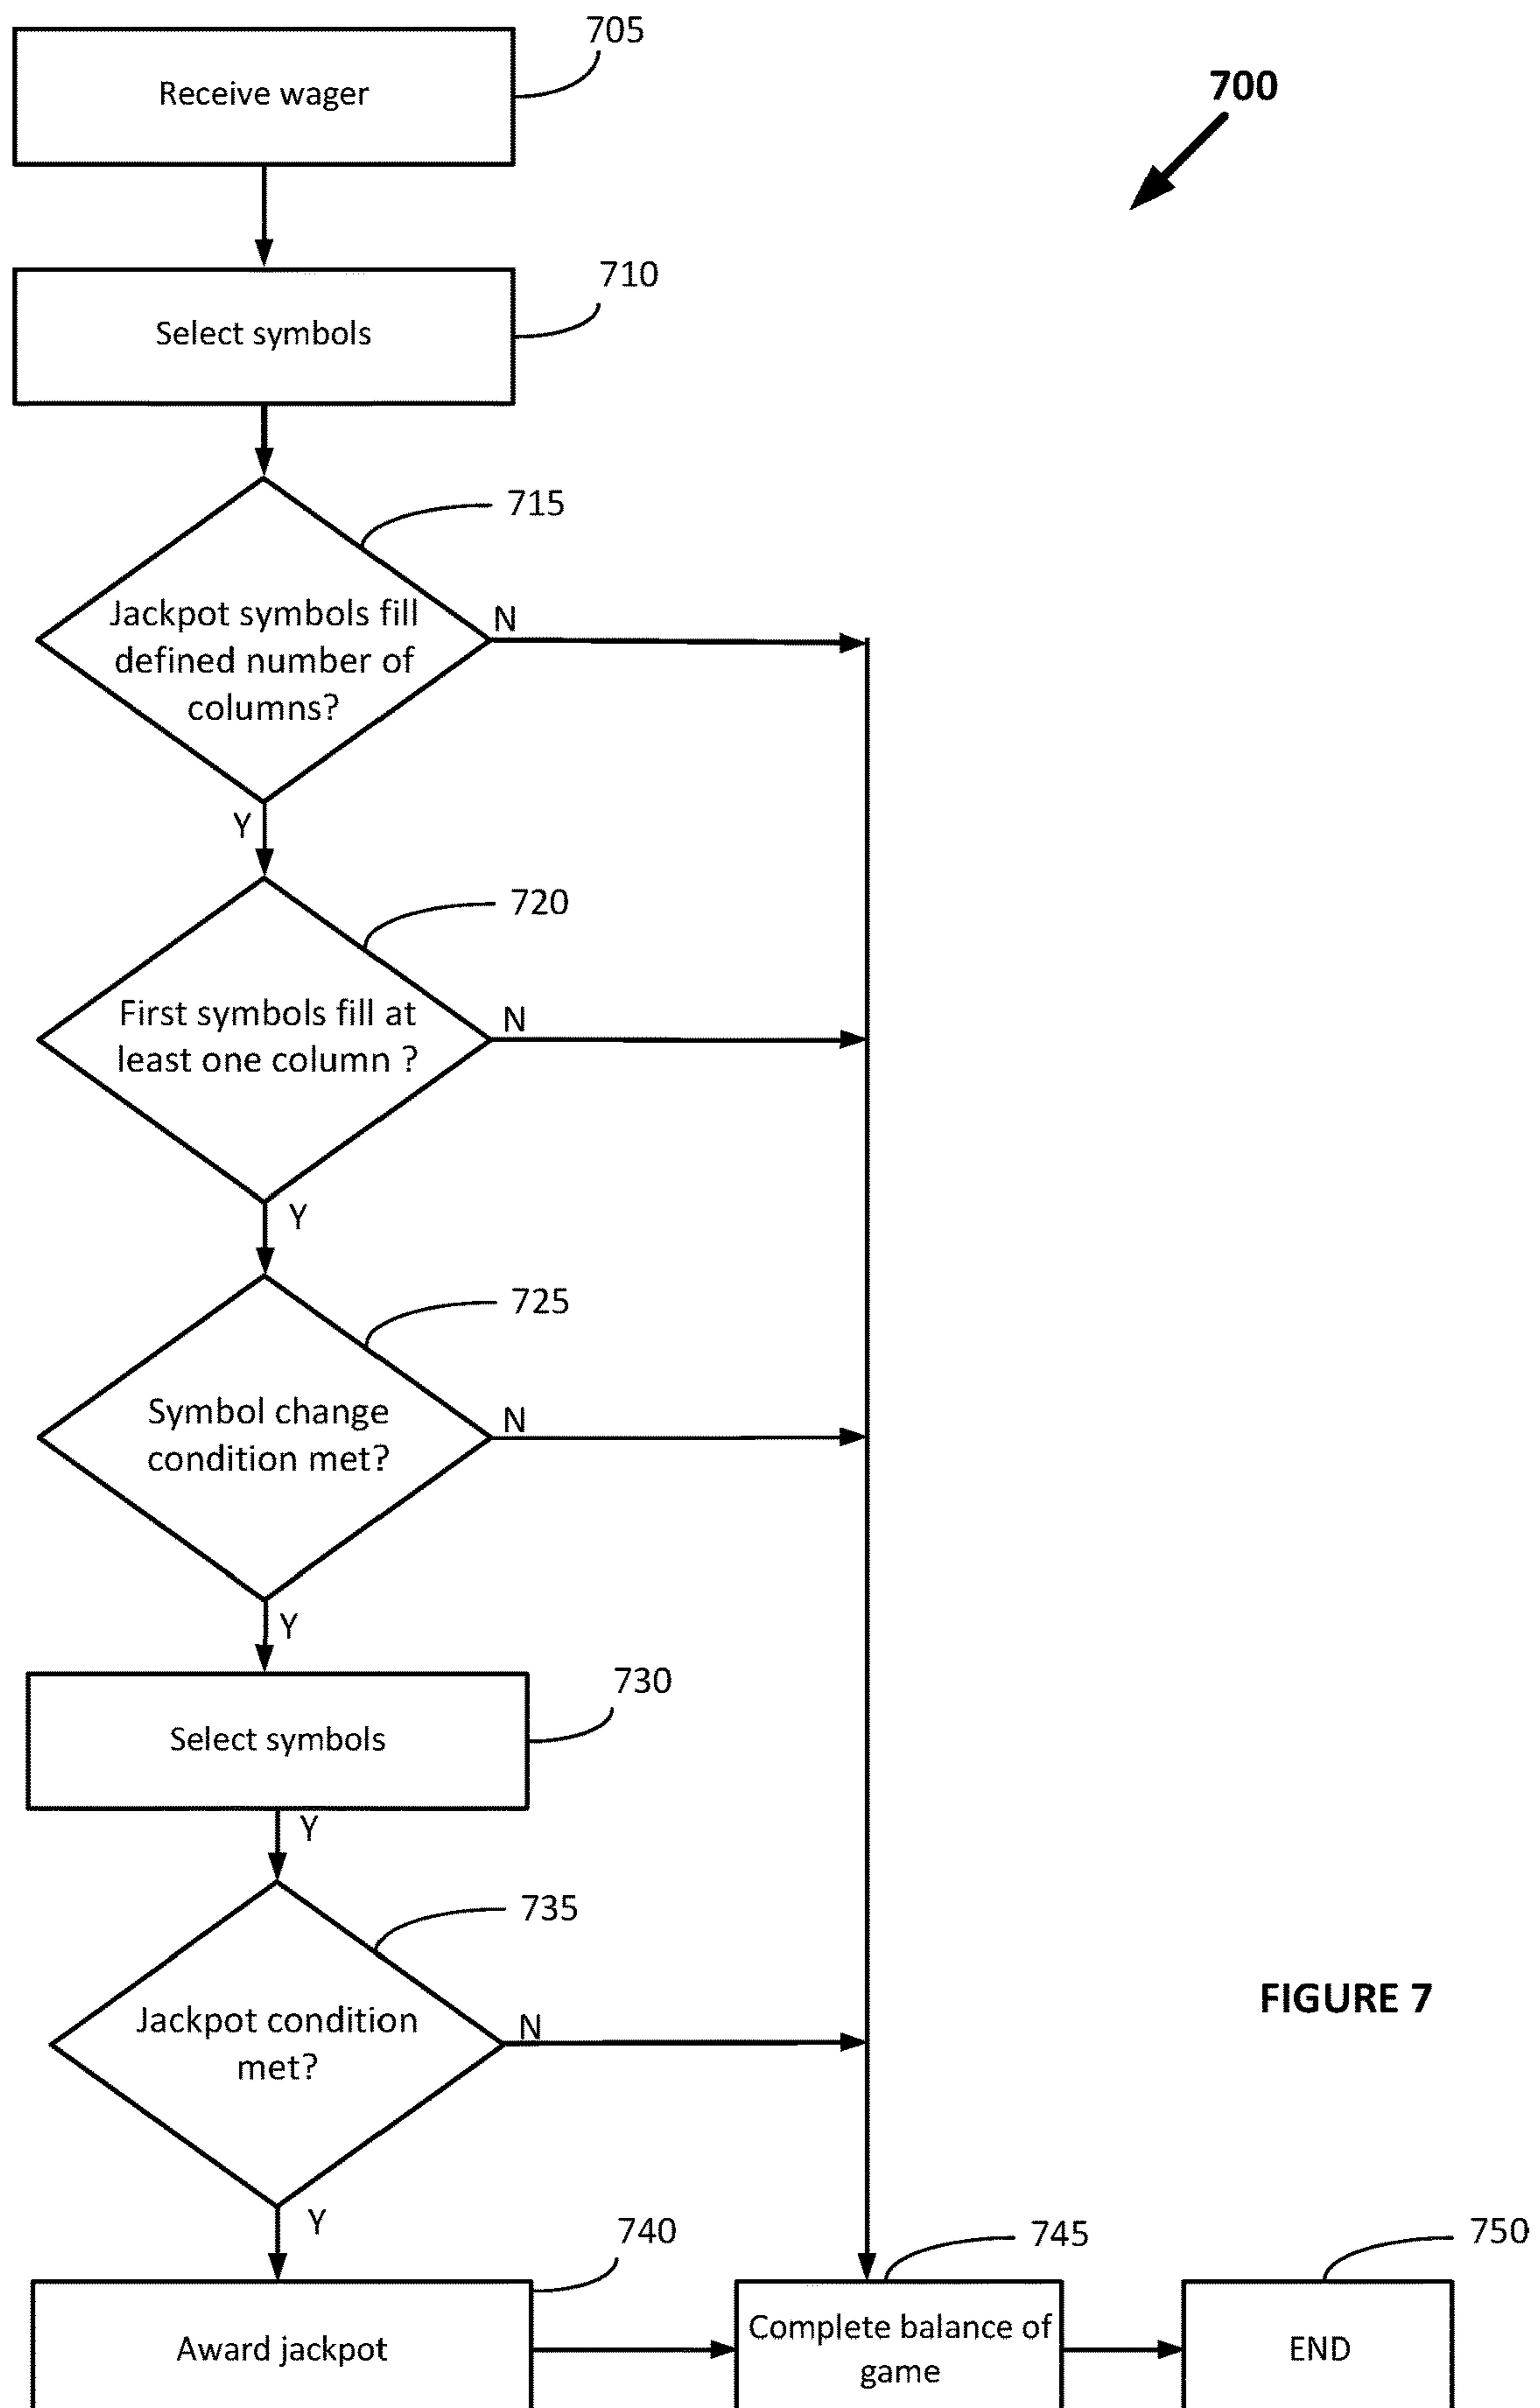 705
Receive wager
700
710
Select symbols
715
Jackpot symbols fill
defined number of
columns?
N
Y
720
First symbols fill at
least one column ?
N
Y
725
Symbol change
condition met?
N
Y
730
Select symbols
Y
735
Jackpot condition
met?
N
FIGURE 7
Y
740
745
750
Award jackpot
Complete balance of
game
END